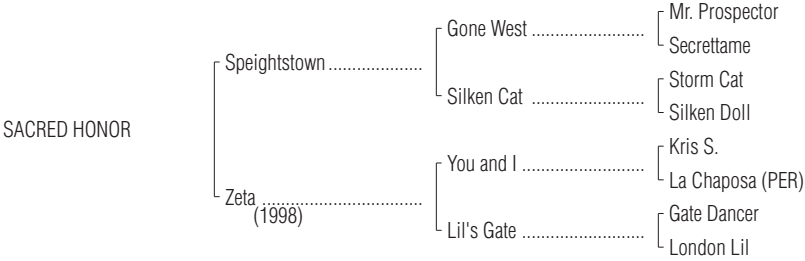 Mr. Prospector
Gone West ........................
Secrettame
Speightstown ....................
Storm Cat
Silken Cat ........................
Silken Doll
SACRED HONOR
Kris S.
You and I ..........................
La Chaposa (PER)
Zeta ..................................
(1998)
Gate Dancer
Lil's Gate ..........................
London Lil